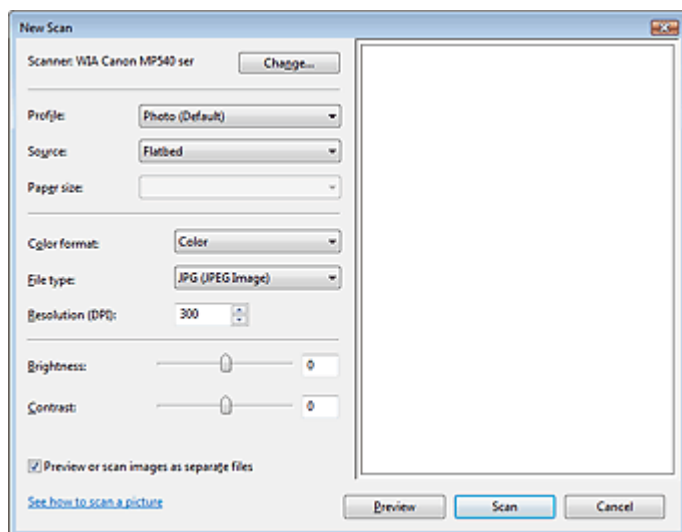 New Scan
Scanner: WIA Canon MP540 ser Change...
Profile: Photo (Default)
Source: Flatbed
Paper size:
Color format: Color
File type: JPG (JPEG Image)
Resolution (DPI): 300
Brightness: 0
Contrast: 0
Preview or scan images as separate files
See how to scan a picture
Preview Scan Cancel